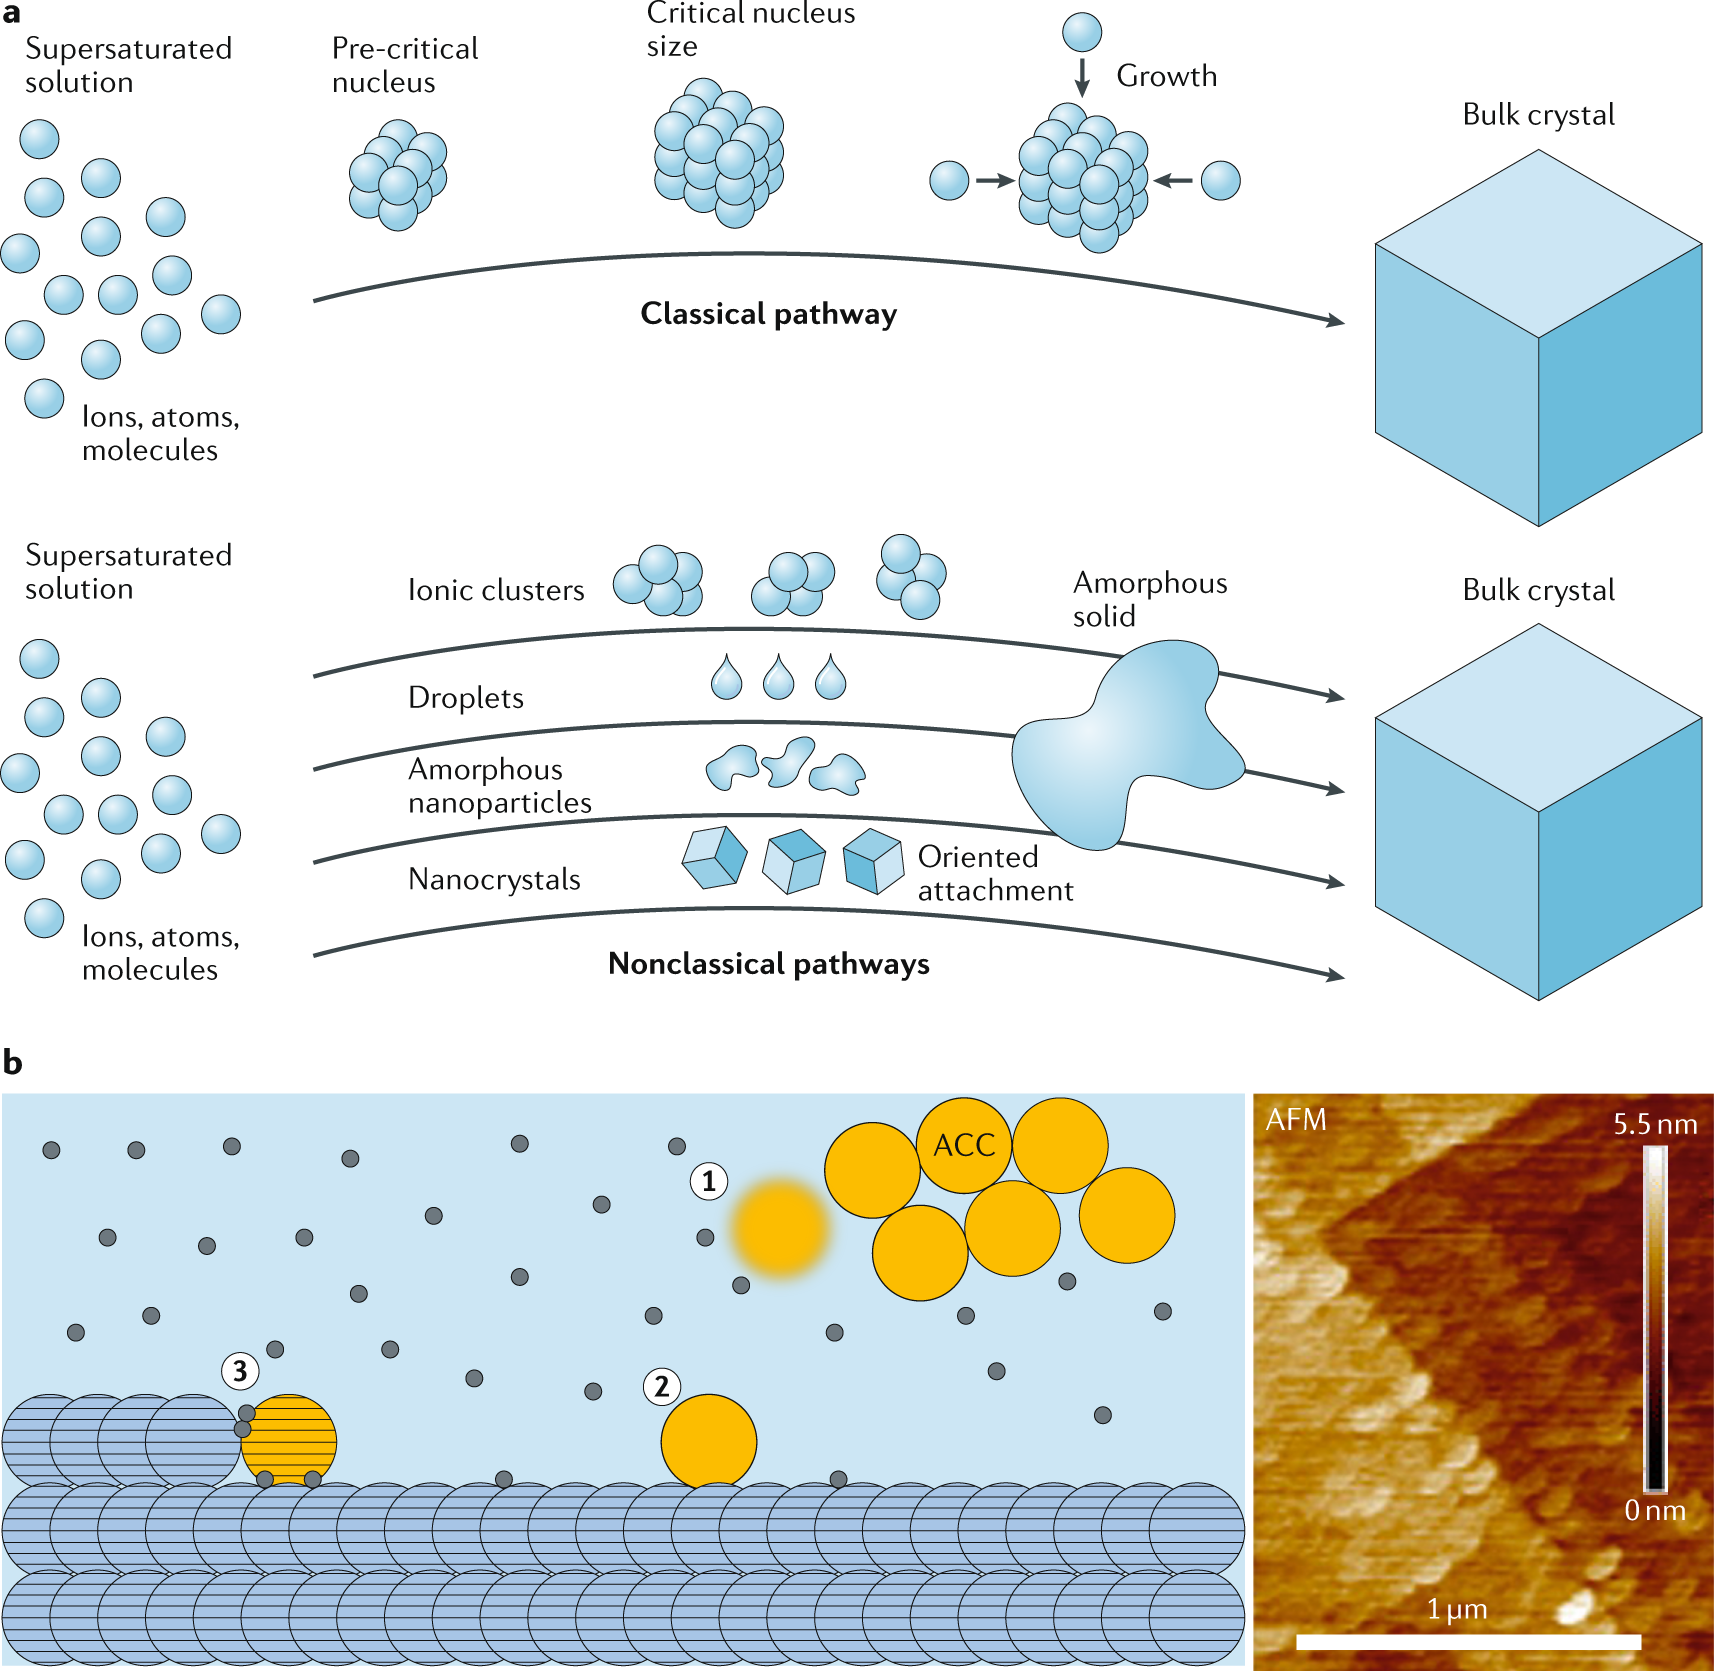 a
Supersaturated
solution
Pre-critical
nucleus
Critical nucleus
size
Growth
Bulk crystal
Classical pathway
Ions, atoms,
molecules
Supersaturated
solution
Ionic clusters
Amorphous
solid
Bulk crystal
Droplets
Amorphous
nanoparticles
Nanocrystals
Oriented
attachment
Ions, atoms,
molecules
Nonclassical pathways
b
1
ACC
2
3
AFM
5.5 nm
0 nm
1 μm